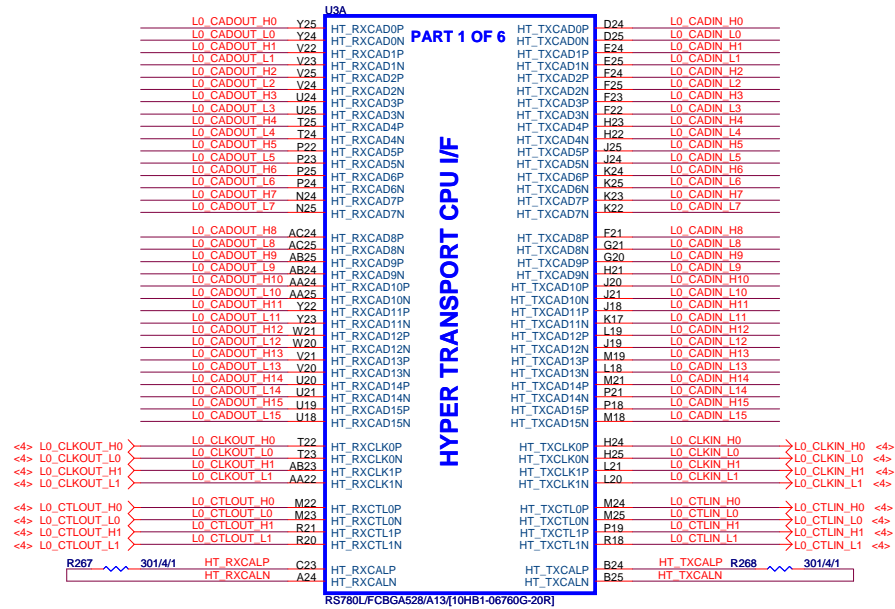 U3A
PART 1 OF 6
HYPER TRANSPORT CPU I/F
L0_CADOUT_H0 Y25 HT_RXCAD0P HT_TXCAD0P D24 L0_CADIN_H0
L0_CADOUT_L0 Y24 HT_RXCAD0N HT_TXCAD0N D25 L0_CADIN_L0
L0_CADOUT_H1 V22 HT_RXCAD1P HT_TXCAD1P E24 L0_CADIN_H1
L0_CADOUT_L1 V23 HT_RXCAD1N HT_TXCAD1N E25 L0_CADIN_L1
L0_CADOUT_H2 V25 HT_RXCAD2P HT_TXCAD2P F24 L0_CADIN_H2
L0_CADOUT_L2 V24 HT_RXCAD2N HT_TXCAD2N F25 L0_CADIN_L2
L0_CADOUT_H3 U24 HT_RXCAD3P HT_TXCAD3P F23 L0_CADIN_H3
L0_CADOUT_L3 U25 HT_RXCAD3N HT_TXCAD3N F22 L0_CADIN_L3
L0_CADOUT_H4 T25 HT_RXCAD4P HT_TXCAD4P H23 L0_CADIN_H4
L0_CADOUT_L4 T24 HT_RXCAD4N HT_TXCAD4N H22 L0_CADIN_L4
L0_CADOUT_H5 P22 HT_RXCAD5P HT_TXCAD5P J25 L0_CADIN_H5
L0_CADOUT_L5 P23 HT_RXCAD5N HT_TXCAD5N J24 L0_CADIN_L5
L0_CADOUT_H6 P25 HT_RXCAD6P HT_TXCAD6P K24 L0_CADIN_H6
L0_CADOUT_L6 P24 HT_RXCAD6N HT_TXCAD6N K25 L0_CADIN_L6
L0_CADOUT_H7 N24 HT_RXCAD7P HT_TXCAD7P K23 L0_CADIN_H7
L0_CADOUT_L7 N25 HT_RXCAD7N HT_TXCAD7N K22 L0_CADIN_L7
L0_CADOUT_H8 AC24 HT_RXCAD8P HT_TXCAD8P F21 L0_CADIN_H8
L0_CADOUT_L8 AC25 HT_RXCAD8N HT_TXCAD8N G21 L0_CADIN_L8
L0_CADOUT_H9 AB25 HT_RXCAD9P HT_TXCAD9P G20 L0_CADIN_H9
L0_CADOUT_L9 AB24 HT_RXCAD9N HT_TXCAD9N H21 L0_CADIN_L9
L0_CADOUT_H10 AA24 HT_RXCAD10P HT_TXCAD10P J20 L0_CADIN_H10
L0_CADOUT_L10 AA25 HT_RXCAD10N HT_TXCAD10N J21 L0_CADIN_L10
L0_CADOUT_H11 Y22 HT_RXCAD11P HT_TXCAD11P J18 L0_CADIN_H11
L0_CADOUT_L11 Y23 HT_RXCAD11N HT_TXCAD11N K17 L0_CADIN_L11
L0_CADOUT_H12 W21 HT_RXCAD12P HT_TXCAD12P L19 L0_CADIN_H12
L0_CADOUT_L12 W20 HT_RXCAD12N HT_TXCAD12N J19 L0_CADIN_L12
L0_CADOUT_H13 V21 HT_RXCAD13P HT_TXCAD13P M19 L0_CADIN_H13
L0_CADOUT_L13 V20 HT_RXCAD13N HT_TXCAD13N L18 L0_CADIN_L13
L0_CADOUT_H14 U20 HT_RXCAD14P HT_TXCAD14P M21 L0_CADIN_H14
L0_CADOUT_L14 U21 HT_RXCAD14N HT_TXCAD14N P21 L0_CADIN_L14
L0_CADOUT_H15 U19 HT_RXCAD15P HT_TXCAD15P P18 L0_CADIN_H15
L0_CADOUT_L15 U18 HT_RXCAD15N HT_TXCAD15N M18 L0_CADIN_L15
<4> L0_CLKOUT_H0 L0_CLKOUT_H0 T22 HT_RXCLK0P HT_TXCLK0P H24 L0_CLKIN_H0 L0_CLKIN_H0 <4>
<4> L0_CLKOUT_L0 L0_CLKOUT_L0 T23 HT_RXCLK0N HT_TXCLK0N H25 L0_CLKIN_L0 L0_CLKIN_L0 <4>
<4> L0_CLKOUT_H1 L0_CLKOUT_H1 AB23 HT_RXCLK1P HT_TXCLK1P L21 L0_CLKIN_H1 L0_CLKIN_H1 <4>
<4> L0_CLKOUT_L1 L0_CLKOUT_L1 AA22 HT_RXCLK1N HT_TXCLK1N L20 L0_CLKIN_L1 L0_CLKIN_L1 <4>
<4> L0_CTLOUT_H0 L0_CTLOUT_H0 M22 HT_RXCTL0P HT_TXCTL0P M24 L0_CTLIN_H0 L0_CTLIN_H0 <4>
<4> L0_CTLOUT_L0 L0_CTLOUT_L0 M23 HT_RXCTL0N HT_TXCTL0N M25 L0_CTLIN_L0 L0_CTLIN_L0 <4>
<4> L0_CTLOUT_H1 L0_CTLOUT_H1 R21 HT_RXCTL1P HT_TXCTL1P P19 L0_CTLIN_H1 L0_CTLIN_H1 <4>
<4> L0_CTLOUT_L1 L0_CTLOUT_L1 R20 HT_RXCTL1N HT_TXCTL1N R18 L0_CTLIN_L1 L0_CTLIN_L1 <4>
R267 301/4/1 HT_RXCALP C23 HT_RXCALP HT_TXCALP B24 HT_TXCALP R268 301/4/1
HT_RXCALN A24 HT_RXCALN HT_TXCALN B25 HT_TXCALN
RS780L/FCBGA528/A13/[10HB1-06760G-20R]